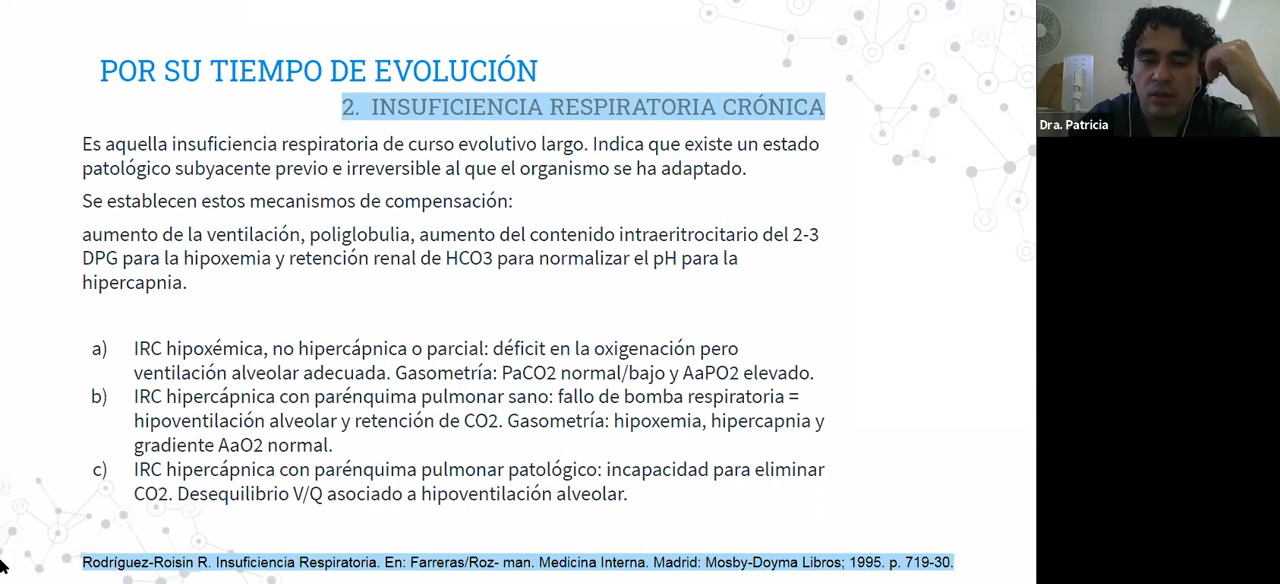 POR SU TIEMPO DE EVOLUCIÓN
2. INSUFICIENCIA RESPIRATORIA CRÓNICA
Es aquella insuficiencia respiratoria de curso evolutivo largo. Indica que existe un estado
patológico subyacente previo e irreversible al que el organismo se ha adaptado.
Se establecen estos mecanismos de compensación:
aumento de la ventilación, poliglobulia, aumento del contenido intraeritrocitario del 2-3
DPG para la hipoxemia y retención renal de HCO3 para normalizar el pH para la
hipercapnia.
a) IRC hipoxémica, no hipercápnica o parcial: déficit en la oxigenación pero
ventilación alveolar adecuada. Gasometría: PaCO2 normal/bajo y AaPO2 elevado.
b) IRC hipercápnica con parénquima pulmonar sano: fallo de bomba respiratoria =
hipoventilación alveolar y retención de CO2. Gasometría: hipoxemia, hipercapnia y
gradiente AaO2 normal.
c) IRC hipercápnica con parénquima pulmonar patológico: incapacidad para eliminar
CO2. Desequilibrio V/Q asociado a hipoventilación alveolar.
Rodríguez-Roisin R. Insuficiencia Respiratoria. En: Farreras/Roz- man. Medicina Interna. Madrid: Mosby-Doyma Libros; 1995. p. 719-30.
Dra. Patricia